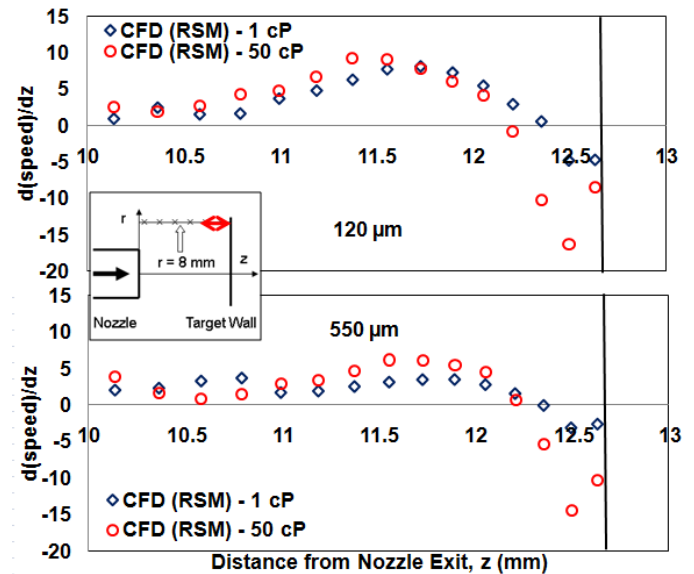 15
CFD (RSM) - 1 cP
CFD (RSM) - 50 cP
10
5
0
-5
-10
-15
-20
d(speed)/dz
10 10.5 11 11.5 12 12.5 13
120 µm
r
r = 8 mm
z
Nozzle Target Wall
15
10
5
0
-5
-10
-15
-20
d(speed)/dz
550 µm
10 10.5 11 11.5 12 12.5 13
CFD (RSM) - 1 cP
CFD (RSM) - 50 cP
Distance from Nozzle Exit, z (mm)